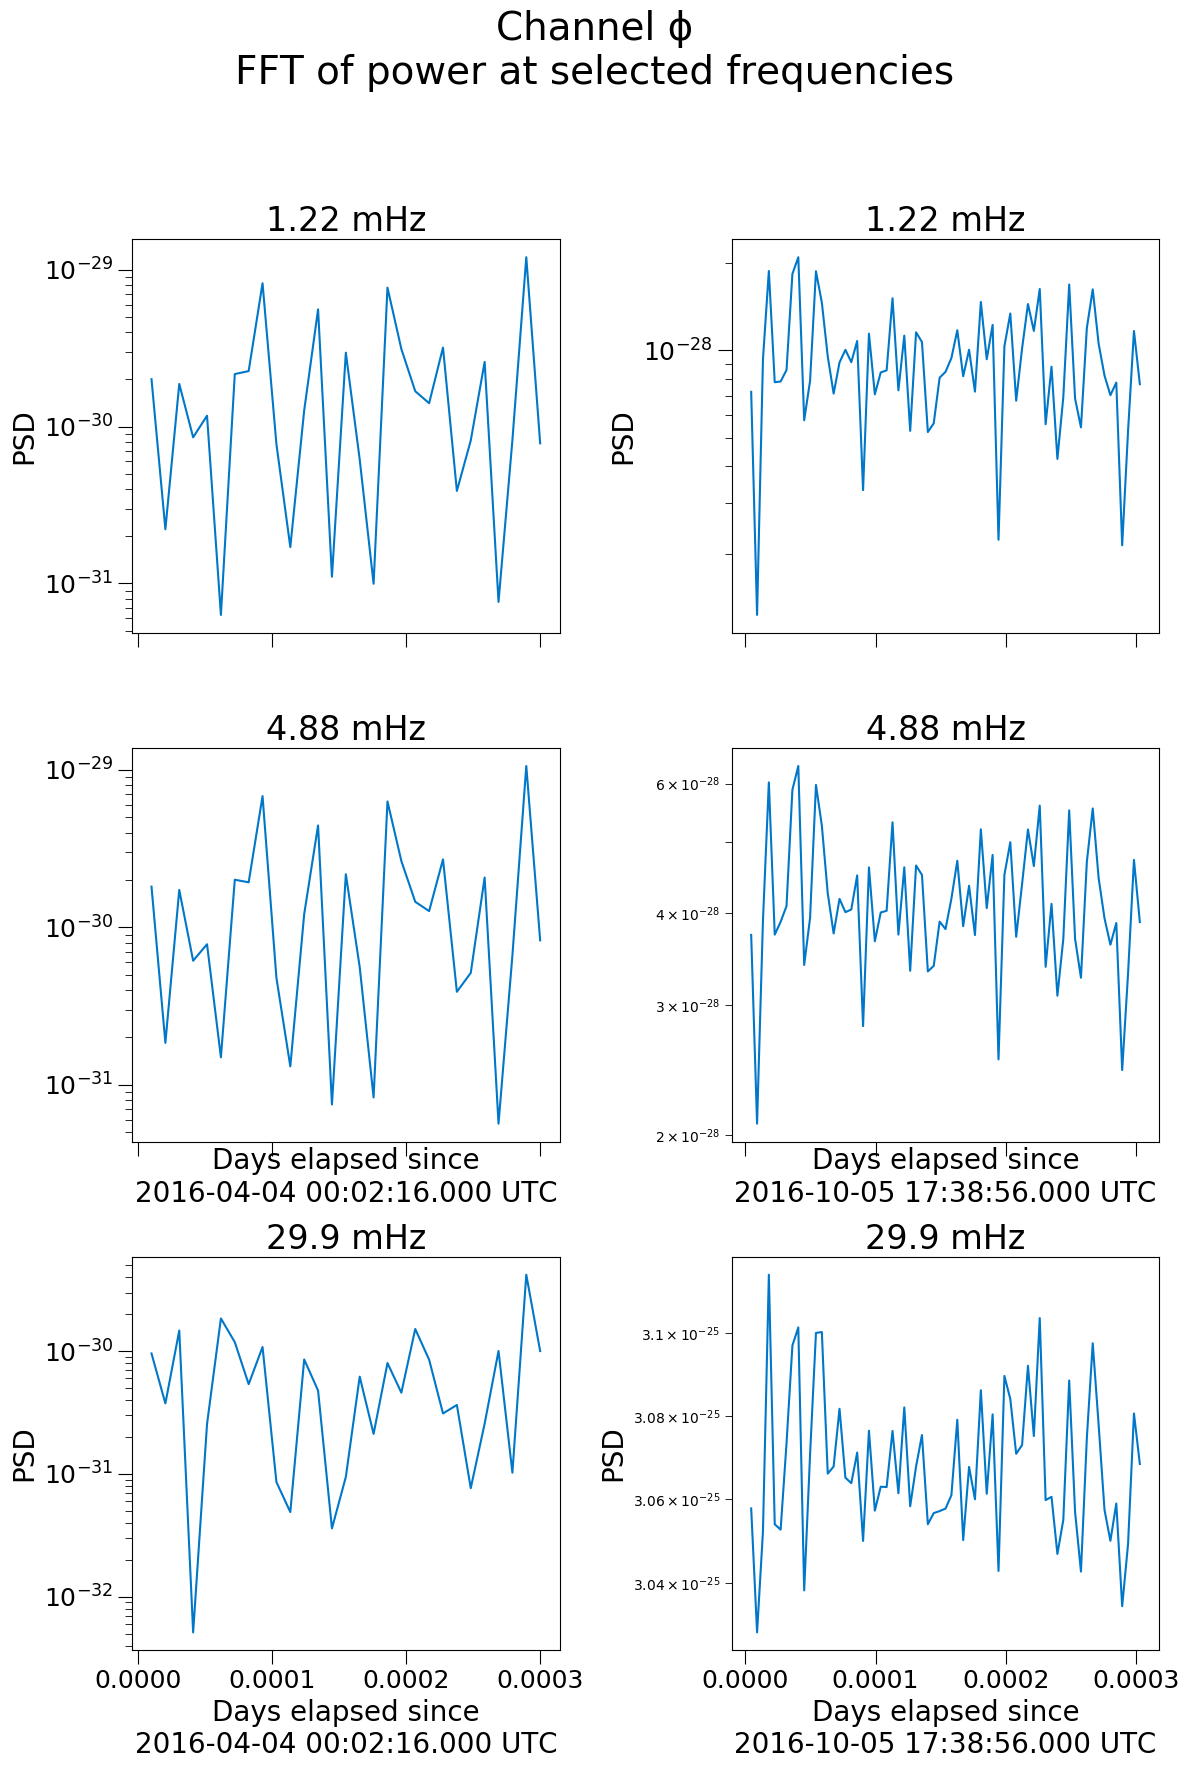 Channel ϕ
FFT of power at selected frequencies
1.22 mHz
10⁻²⁹
10⁻³⁰
10⁻³¹
PSD
1.22 mHz
10⁻²⁸
PSD
4.88 mHz
10⁻²⁹
10⁻³⁰
10⁻³¹
Days elapsed since
2016-04-04 00:02:16.000 UTC
4.88 mHz
6 × 10⁻²⁸
4 × 10⁻²⁸
3 × 10⁻²⁸
2 × 10⁻²⁸
Days elapsed since
2016-10-05 17:38:56.000 UTC
29.9 mHz
10⁻³⁰
10⁻³¹
10⁻³²
PSD
0.0000 0.0001 0.0002 0.0003
Days elapsed since
2016-04-04 00:02:16.000 UTC
29.9 mHz
3.1 × 10⁻²⁵
3.08 × 10⁻²⁵
3.06 × 10⁻²⁵
3.04 × 10⁻²⁵
PSD
0.0000 0.0001 0.0002 0.0003
Days elapsed since
2016-10-05 17:38:56.000 UTC